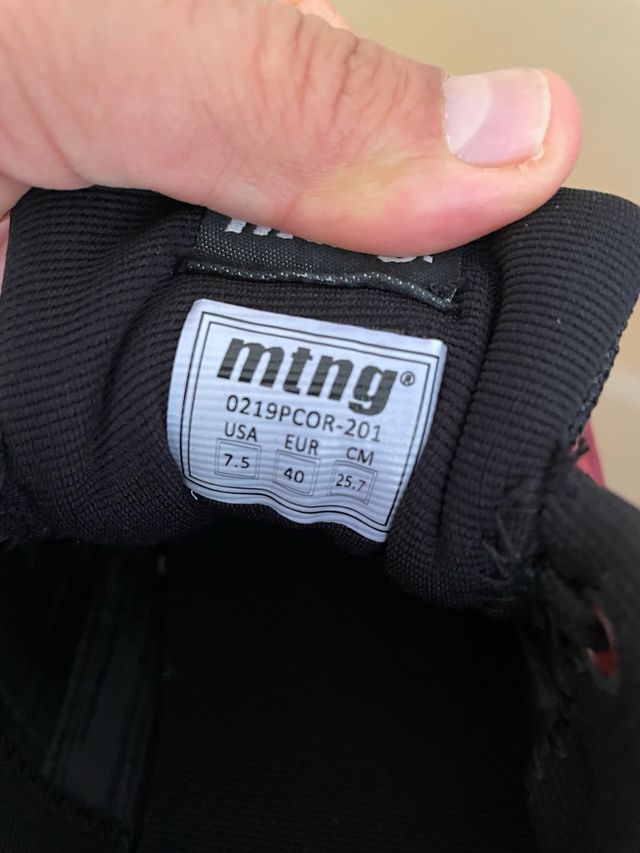 mtng®
0219PCOR-201
USA EUR CM
7.5 40 25.7